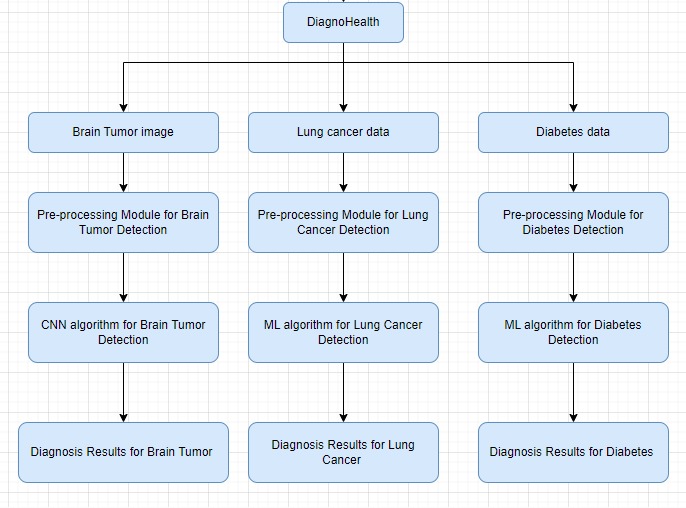 DiagnoHealth
Brain Tumor image
Lung cancer data
Diabetes data
Pre-processing Module for Brain
Tumor Detection
Pre-processing Module for Lung
Cancer Detection
Pre-processing Module for
Diabetes Detection
CNN algorithm for Brain Tumor
Detection
ML algorithm for Lung Cancer
Detection
ML algorithm for Diabetes
Detection
Diagnosis Results for Brain Tumor
Diagnosis Results for Lung
Cancer
Diagnosis Results for Diabetes